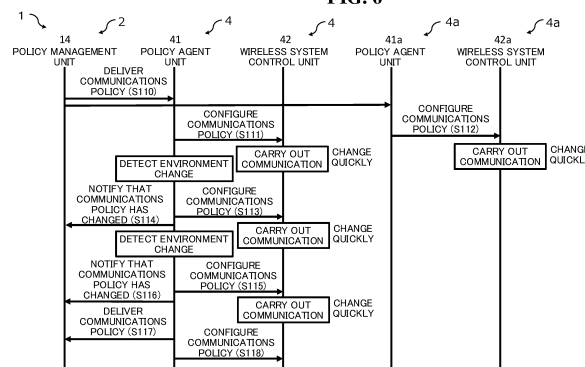 FIG. 6
1 2 4 4 4a 4a
14 41 42 41a 42a
POLICY MANAGEMENT UNIT
POLICY AGENT UNIT
WIRELESS SYSTEM CONTROL UNIT
POLICY AGENT UNIT
WIRELESS SYSTEM CONTROL UNIT
DELIVER
COMMUNICATIONS
POLICY (S110)
CONFIGURE
COMMUNICATIONS
POLICY (S111)
CONFIGURE
COMMUNICATIONS
POLICY (S112)
CARRY OUT
COMMUNICATION
CHANGE
QUICKLY
CARRY OUT
COMMUNICATION
CHANGE
QUICKLY
DETECT ENVIRONMENT
CHANGE
NOTIFY THAT
COMMUNICATIONS
POLICY HAS
CHANGED (S114)
CONFIGURE
COMMUNICATIONS
POLICY (S113)
CARRY OUT
COMMUNICATION
CHANGE
QUICKLY
DETECT ENVIRONMENT
CHANGE
NOTIFY THAT
COMMUNICATIONS
POLICY HAS
CHANGED (S116)
CONFIGURE
COMMUNICATIONS
POLICY (S115)
CARRY OUT
COMMUNICATION
CHANGE
QUICKLY
DELIVER
COMMUNICATIONS
POLICY (S117)
CONFIGURE
COMMUNICATIONS
POLICY (S118)